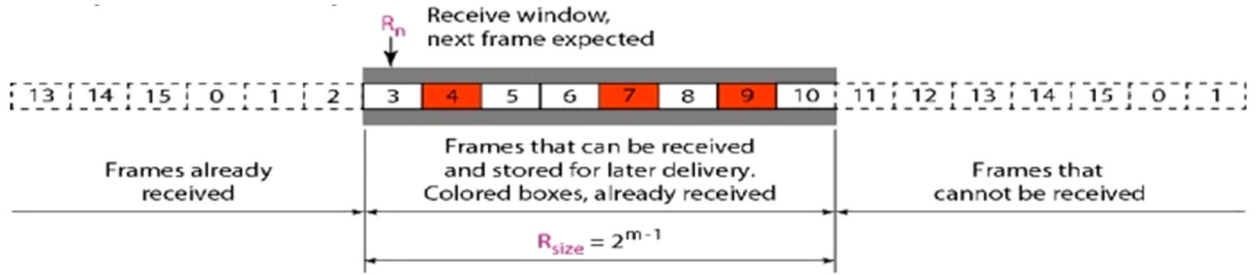 Rn
Receive window,
next frame expected
13 14 15 0 1 2 3 4 5 6 7 8 9 10 11 12 13 14 15 0 1
Frames already
received
Frames that can be received
and stored for later delivery.
Colored boxes, already received
Frames that
cannot be received
Rsize = 2^m-1